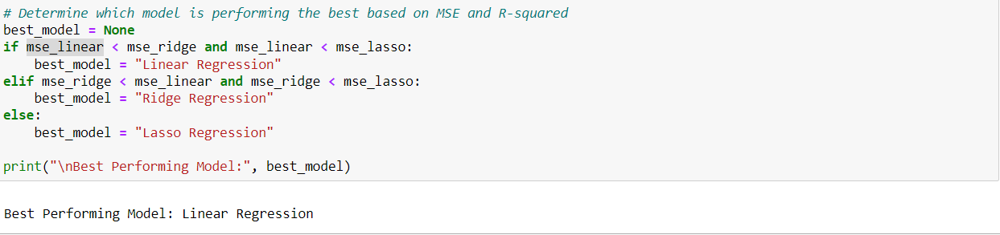 # Determine which model is performing the best based on MSE and R-squared
best_model = None
if mse_linear < mse_ridge and mse_linear < mse_lasso:
    best_model = "Linear Regression"
elif mse_ridge < mse_linear and mse_ridge < mse_lasso:
    best_model = "Ridge Regression"
else:
    best_model = "Lasso Regression"
print("\nBest Performing Model:", best_model)
Best Performing Model: Linear Regression